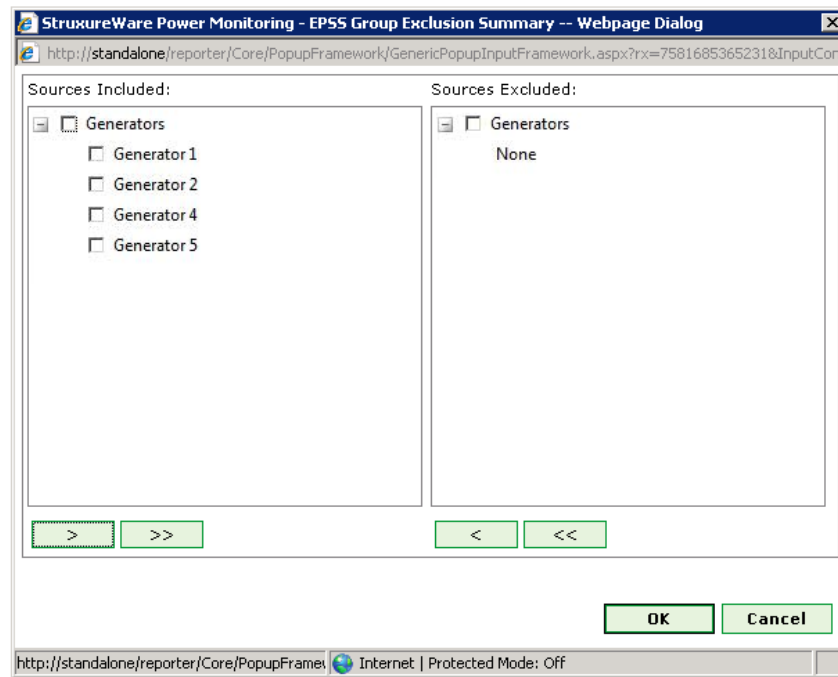 StruxureWare Power Monitoring - EPSS Group Exclusion Summary -- Webpage Dialog
http://standalone/reporter/Core/PopupFramework/GenericPopupInputFramework.aspx?rx=7581685365231&InputCon
Sources Included:
Generators
Generator 1
Generator 2
Generator 4
Generator 5
> >>
Sources Excluded:
Generators
None
< <<
OK Cancel
http://standalone/reporter/Core/PopupFramew Internet | Protected Mode: Off